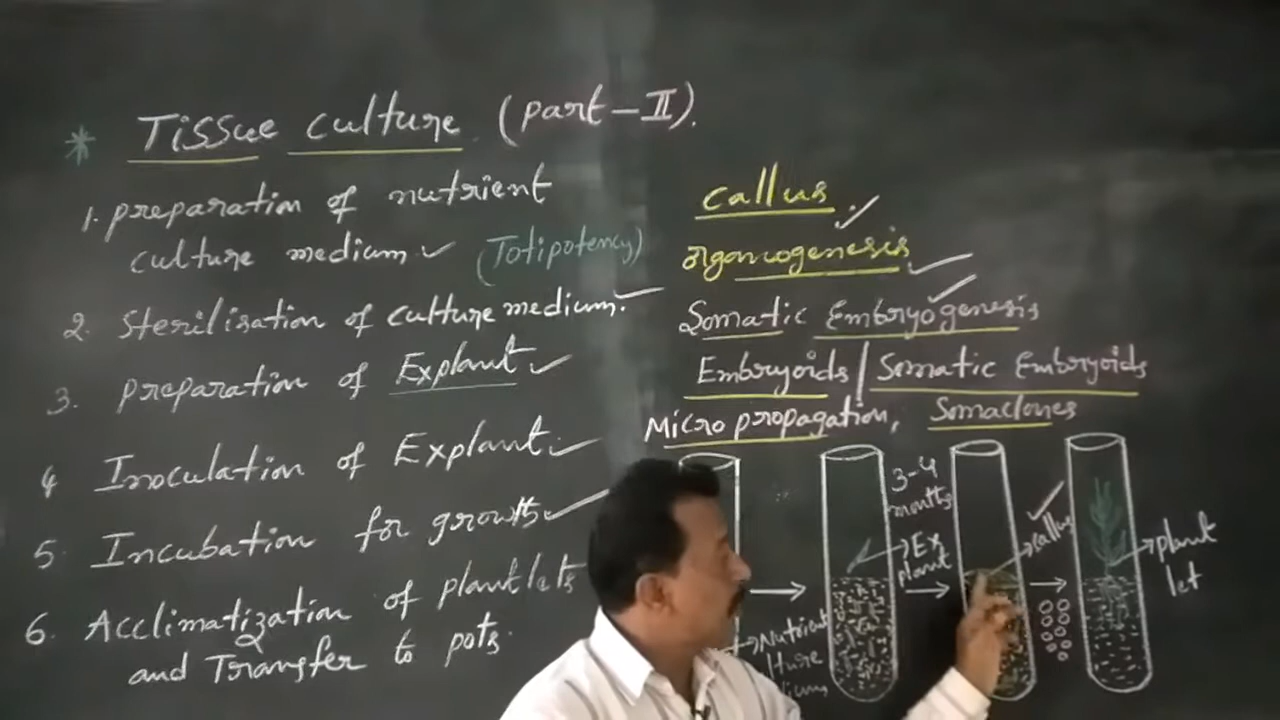 * Tissue culture (part-II).
1. preparation of nutrient
culture medium (Totipotency)
2. Sterilisation of culture medium.
3. preparation of Explant
4 Inoculation of Explant.
5. Incubation for growth.
6. Acclimatization of plantlets
and Transfer to pots.
callus.
organogenesis
Somatic Embryogenesis
Embryoids / Somatic Embryoids
Micropropagation, Somaclones
3-4
months
Ex
plant
callus
plant
let
Nutrient